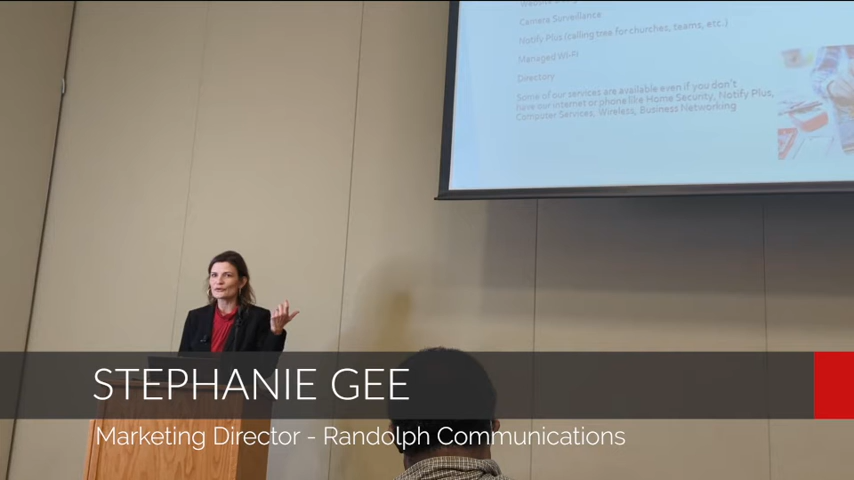 Camera Surveillance
Notify Plus (calling tree for churches, teams, etc.)
Managed Wi-Fi
Directory
Some of our services are available even if you don't
have our internet or phone like Home Security, Notify Plus,
Computer Services, Wireless, Business Networking
STEPHANIE GEE
Marketing Director - Randolph Communications